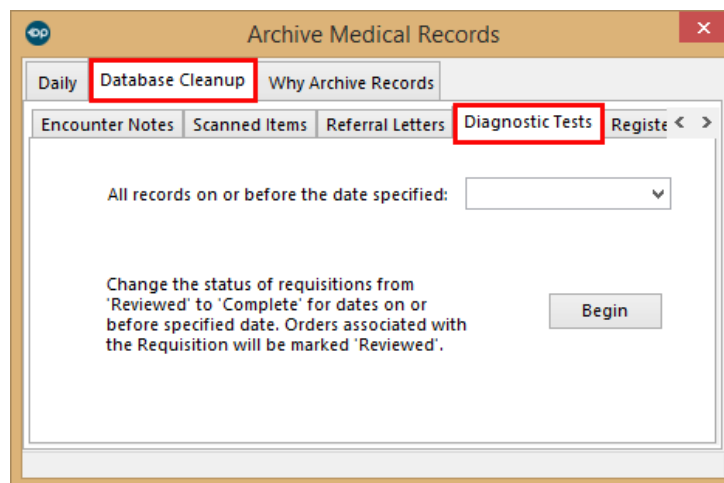 Archive Medical Records
Daily Database Cleanup Why Archive Records
Encounter Notes Scanned Items Referral Letters Diagnostic Tests Registe
All records on or before the date specified:
Change the status of requisitions from
'Reviewed' to 'Complete' for dates on or
before specified date. Orders associated with
the Requisition will be marked 'Reviewed'.
Begin